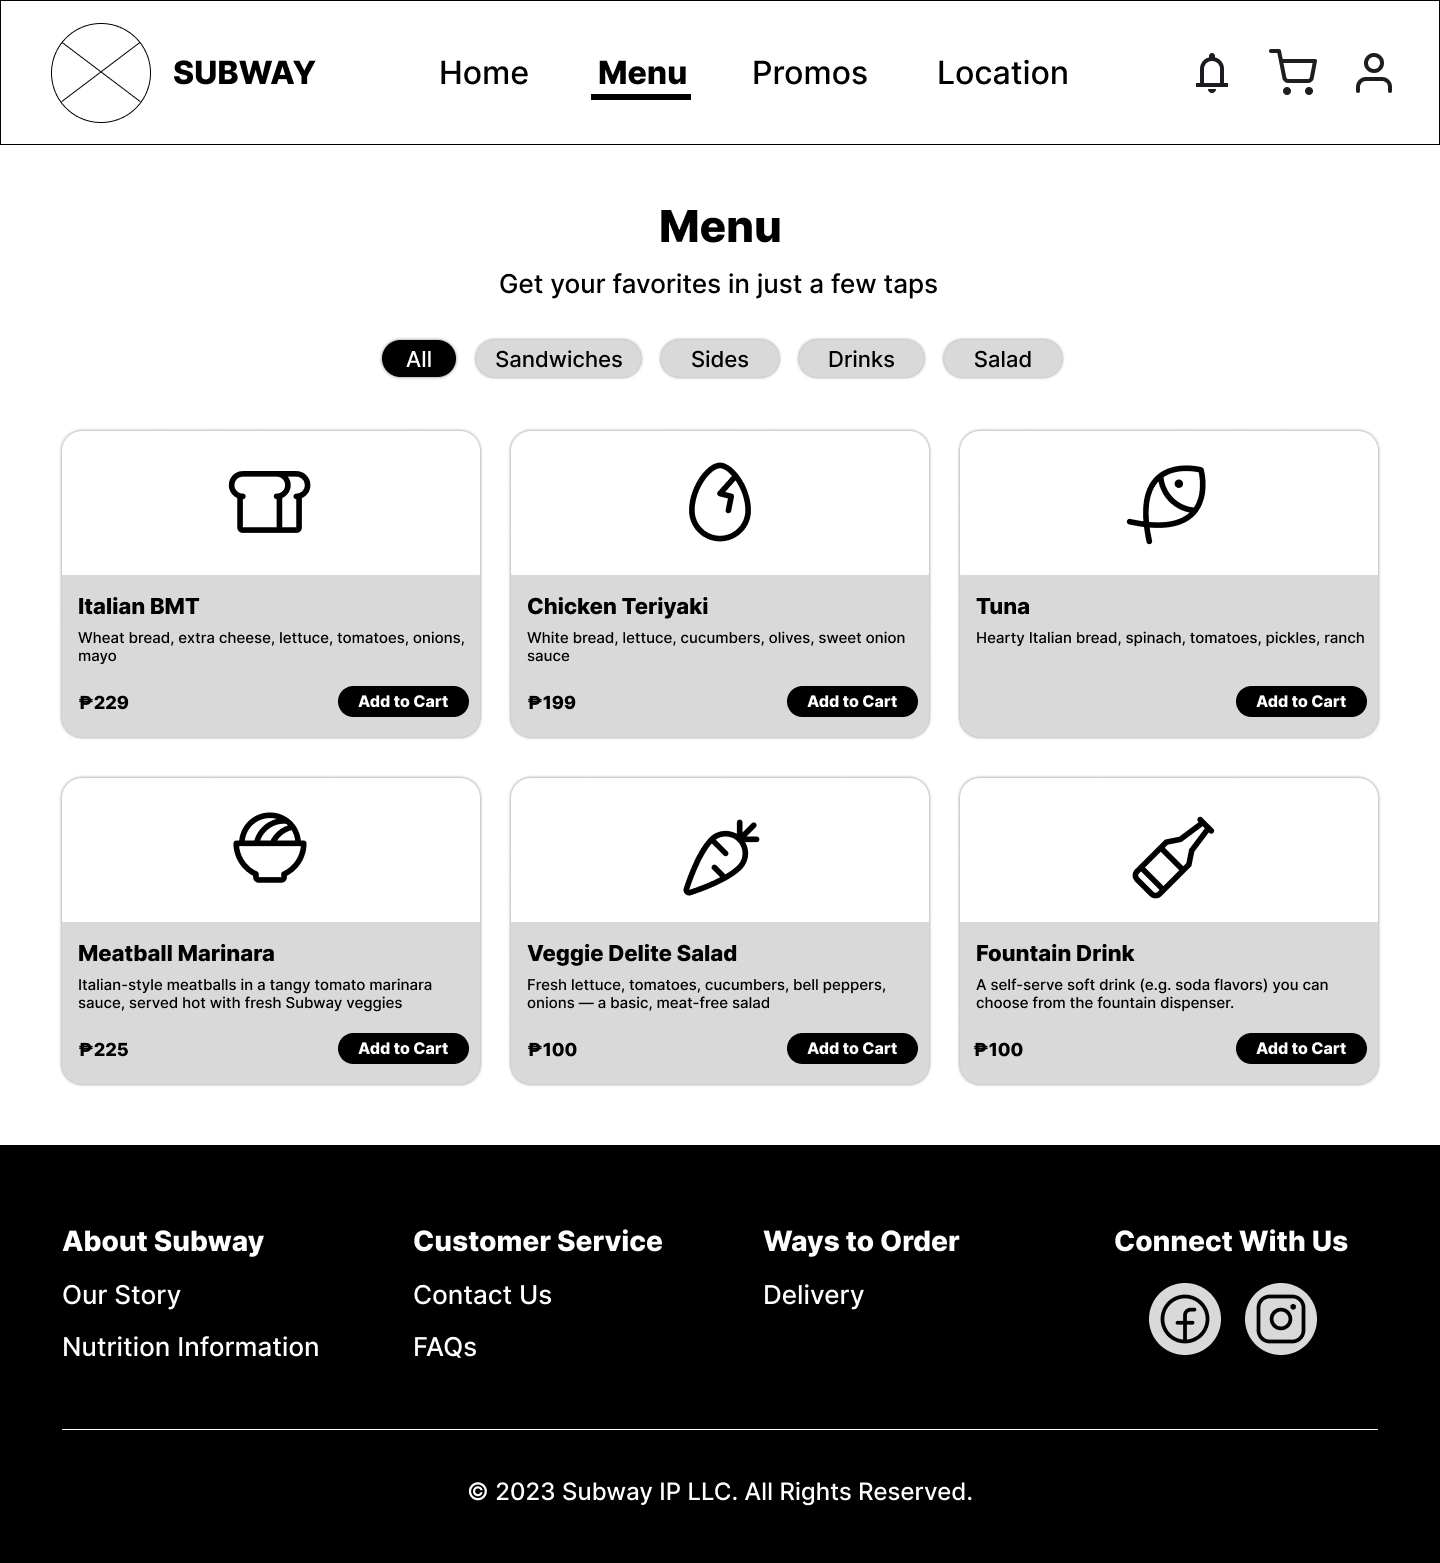 SUBWAY
Home
Menu
Promos
Location
Menu
Get your favorites in just a few taps
All
Sandwiches
Sides
Drinks
Salad
Italian BMT
Wheat bread, extra cheese, lettuce, tomatoes, onions,
mayo
₱229
Add to Cart
Chicken Teriyaki
White bread, lettuce, cucumbers, olives, sweet onion
sauce
₱199
Add to Cart
Tuna
Hearty Italian bread, spinach, tomatoes, pickles, ranch
Add to Cart
Meatball Marinara
Italian-style meatballs in a tangy tomato marinara
sauce, served hot with fresh Subway veggies
₱225
Add to Cart
Veggie Delite Salad
Fresh lettuce, tomatoes, cucumbers, bell peppers,
onions — a basic, meat-free salad
₱100
Add to Cart
Fountain Drink
A self-serve soft drink (e.g. soda flavors) you can
choose from the fountain dispenser.
₱100
Add to Cart
About Subway
Our Story
Nutrition Information
Customer Service
Contact Us
FAQs
Ways to Order
Delivery
Connect With Us
© 2023 Subway IP LLC. All Rights Reserved.